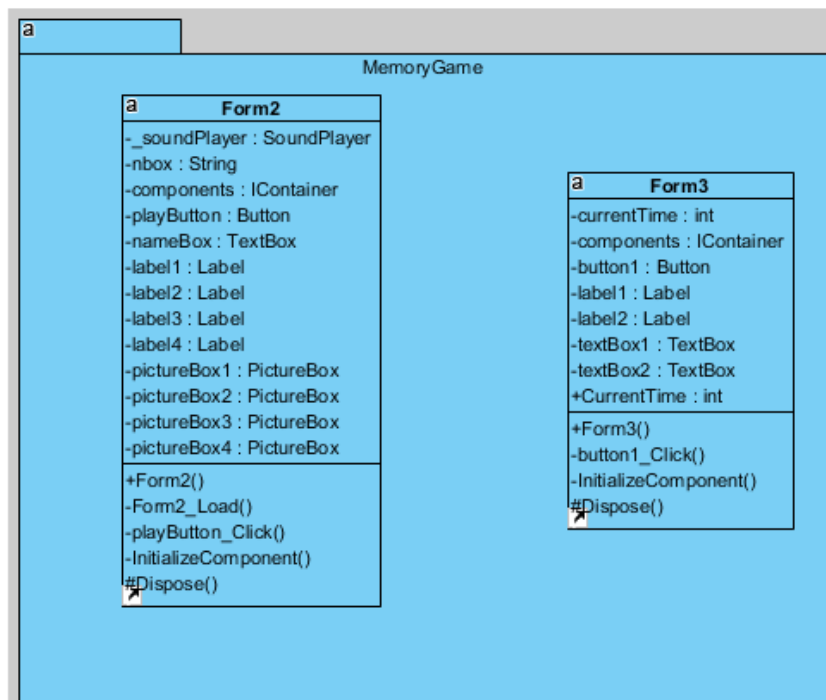 a
MemoryGame
a
Form2
-_soundPlayer : SoundPlayer
-nbox : String
-components : IContainer
-playButton : Button
-nameBox : TextBox
-label1 : Label
-label2 : Label
-label3 : Label
-label4 : Label
-pictureBox1 : PictureBox
-pictureBox2 : PictureBox
-pictureBox3 : PictureBox
-pictureBox4 : PictureBox
+Form2()
-Form2_Load()
-playButton_Click()
-InitializeComponent()
#Dispose()
a
Form3
-currentTime : int
-components : IContainer
-button1 : Button
-label1 : Label
-label2 : Label
-textBox1 : TextBox
-textBox2 : TextBox
+CurrentTime : int
+Form3()
-button1_Click()
-InitializeComponent()
#Dispose()